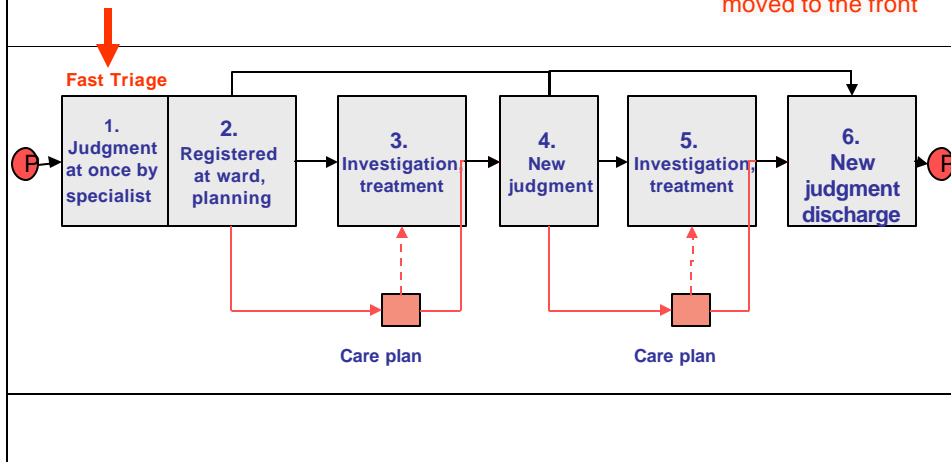 moved to the front
Fast Triage
1.
Judgment
at once by
specialist
2.
Registered
at ward,
planning
3.
Investigation,
treatment
4.
New
judgment
5.
Investigation,
treatment
6.
New
judgment
discharge
P
P
Care plan
Care plan